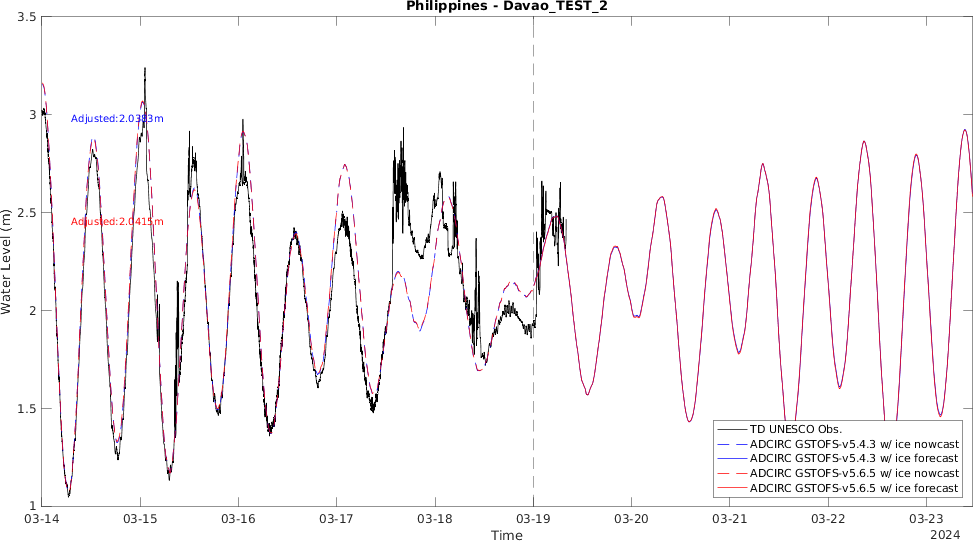 Philippines - Davao_TEST_2
3.5
3
2.5
2
1.5
1
Water Level (m)
Adjusted:2.0383m
Adjusted:2.0415m
TD UNESCO Obs.
ADCIRC GSTOFS-v5.4.3 w/ ice nowcast
ADCIRC GSTOFS-v5.4.3 w/ ice forecast
ADCIRC GSTOFS-v5.6.5 w/ ice nowcast
ADCIRC GSTOFS-v5.6.5 w/ ice forecast
03-14 03-15 03-16 03-17 03-18 03-19 03-20 03-21 03-22 03-23
Time
2024